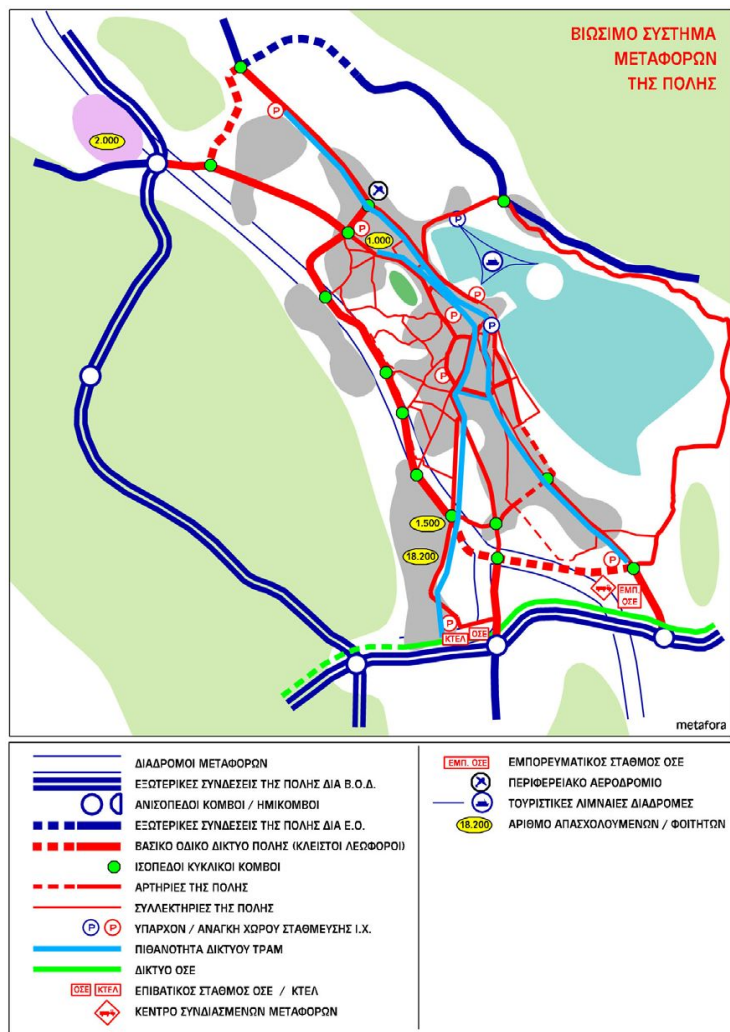 ΒΙΩΣΙΜΟ ΣΥΣΤΗΜΑ
ΜΕΤΑΦΟΡΩΝ
ΤΗΣ ΠΟΛΗΣ
2.000
P
P
P
1.000
P
P
P
P
1.500
18.200
P
ΕΜΠ.
ΟΣΕ
P
ΚΤΕΛ
ΟΣΕ
metafora
ΔΙΑΔΡΟΜΟΙ ΜΕΤΑΦΟΡΩΝ
ΕΞΩΤΕΡΙΚΕΣ ΣΥΝΔΕΣΕΙΣ ΤΗΣ ΠΟΛΗΣ ΔΙΑ Β.Ο.Δ.
ΑΝΙΣΟΠΕΔΟΙ ΚΟΜΒΟΙ / ΗΜΙΚΟΜΒΟΙ
ΕΞΩΤΕΡΙΚΕΣ ΣΥΝΔΕΣΕΙΣ ΤΗΣ ΠΟΛΗΣ ΔΙΑ Ε.Ο.
ΒΑΣΙΚΟ ΟΔΙΚΟ ΔΙΚΤΥΟ ΠΟΛΗΣ (ΚΛΕΙΣΤΟΙ ΛΕΩΦΟΡΟΙ)
ΙΣΟΠΕΔΟΙ ΚΥΚΛΙΚΟΙ ΚΟΜΒΟΙ
ΑΡΤΗΡΙΕΣ ΤΗΣ ΠΟΛΗΣ
ΣΥΛΛΕΚΤΗΡΙΕΣ ΤΗΣ ΠΟΛΗΣ
P P ΥΠΑΡΧΟΝ / ΑΝΑΓΚΗ ΧΩΡΟΥ ΣΤΑΘΜΕΥΣΗΣ Ι.Χ.
ΠΙΘΑΝΟΤΗΤΑ ΔΙΚΤΥΟΥ ΤΡΑΜ
ΔΙΚΤΥΟ ΟΣΕ
ΟΣΕ ΚΤΕΛ ΕΠΙΒΑΤΙΚΟΣ ΣΤΑΘΜΟΣ ΟΣΕ / ΚΤΕΛ
ΚΕΝΤΡΟ ΣΥΝΔΙΑΣΜΕΝΩΝ ΜΕΤΑΦΟΡΩΝ
ΕΜΠ. ΟΣΕ ΕΜΠΟΡΕΥΜΑΤΙΚΟΣ ΣΤΑΘΜΟΣ ΟΣΕ
ΠΕΡΙΦΕΡΕΙΑΚΟ ΑΕΡΟΔΡΟΜΙΟ
ΤΟΥΡΙΣΤΙΚΕΣ ΛΙΜΝΑΙΕΣ ΔΙΑΔΡΟΜΕΣ
18.200 ΑΡΙΘΜΟ ΑΠΑΣΧΟΛΟΥΜΕΝΩΝ / ΦΟΙΤΗΤΩΝ